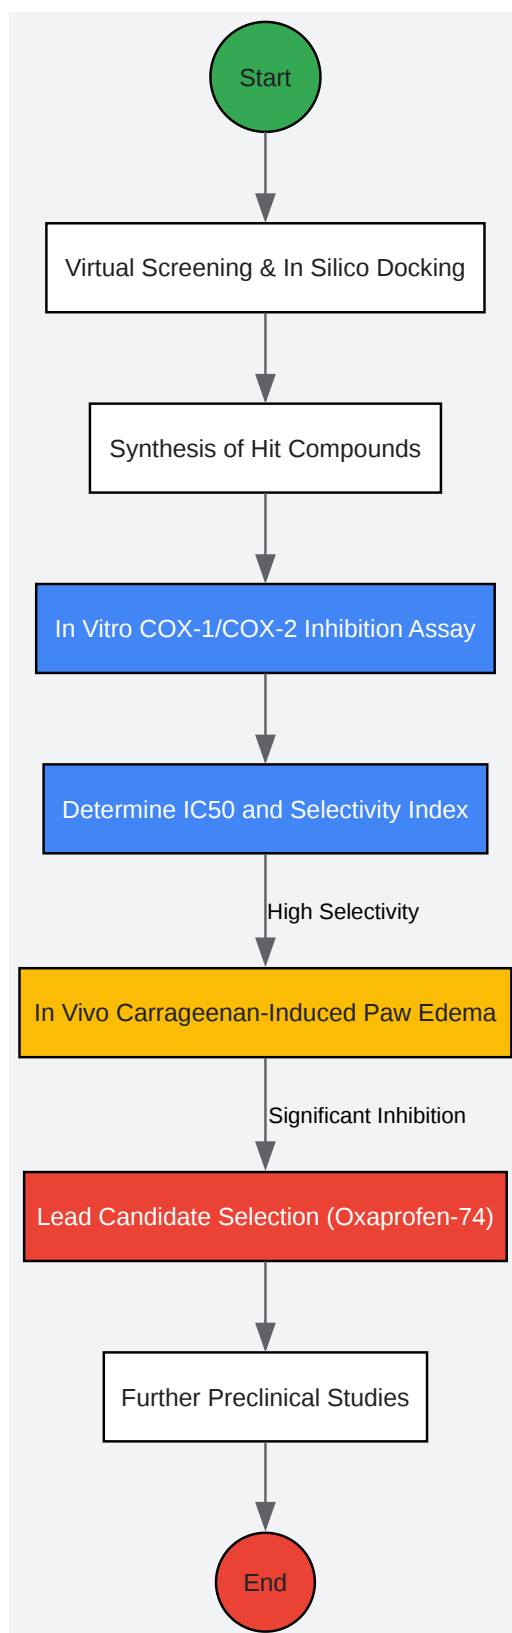 Start
Virtual Screening & In Silico Docking
Synthesis of Hit Compounds
In Vitro COX-1/COX-2 Inhibition Assay
Determine IC50 and Selectivity Index
High Selectivity
In Vivo Carrageenan-Induced Paw Edema
Significant Inhibition
Lead Candidate Selection (Oxaprofen-74)
Further Preclinical Studies
End